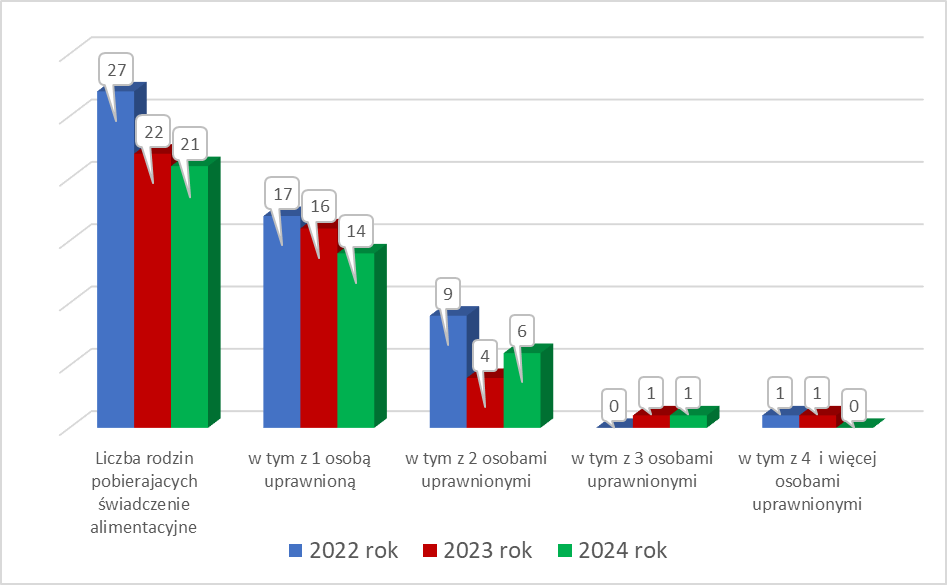 27
22
21
17
16
14
9
4
6
0
1
1
1
1
0
Liczba rodzin
pobierajacych
świadczenie
alimentacyjne
w tym z 1 osobą
uprawnioną
w tym z 2 osobami
uprawnionymi
w tym z 3 osobami
uprawnionymi
w tym z 4  i więcej
osobami
uprawnionymi
2022 rok
2023 rok
2024 rok